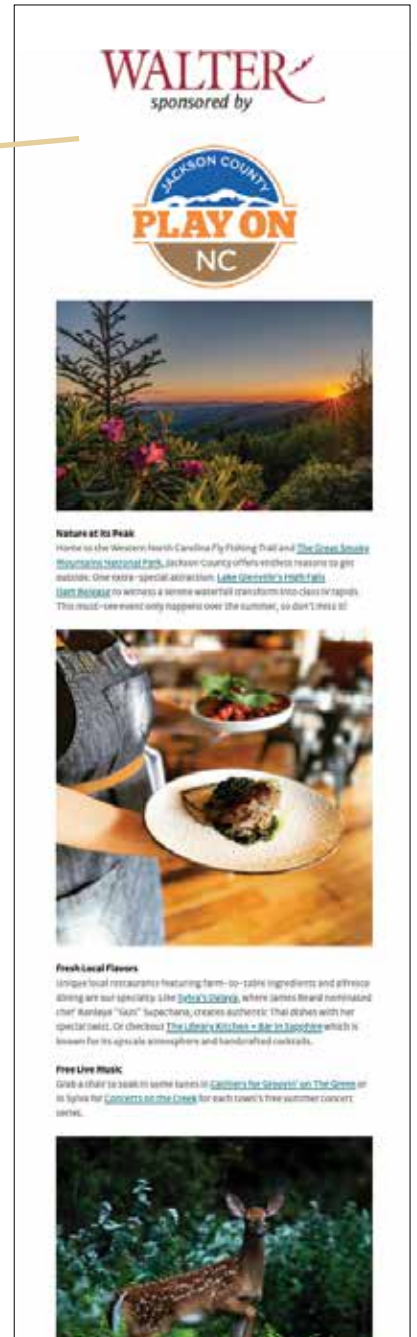 WALTER
sponsored by
JACKSON COUNTY
PLAY ON
NC
Nature at Its Peak
Home to the Western North Carolina Fly Fishing Trail and The Great Smoky
Mountains National Park, Jackson County offers endless reasons to get
outside. One extra-special attraction: Lake Glenville's High Falls
Dam Release to witness a serene waterfall transform into class IV rapids.
This must-see event only happens over the summer, so don't miss it!
Fresh Local Flavors
Unique local restaurants featuring farm-to-table ingredients and alfresco
dining are our specialty. Like Sylva's Dalaya, where James Beard nominated
chef Kanlaya "Gun" Supachana, creates authentic Thai dishes with her
special twist. Or checkout The Library Kitchen + Bar in Sapphire which is
known for its upscale atmosphere and handcrafted cocktails.
Free Live Music
Grab a chair to soak in some tunes in Cashiers for Groovin' on The Green or
in Sylva for Concerts on the Creek for each town's free summer concert
series.